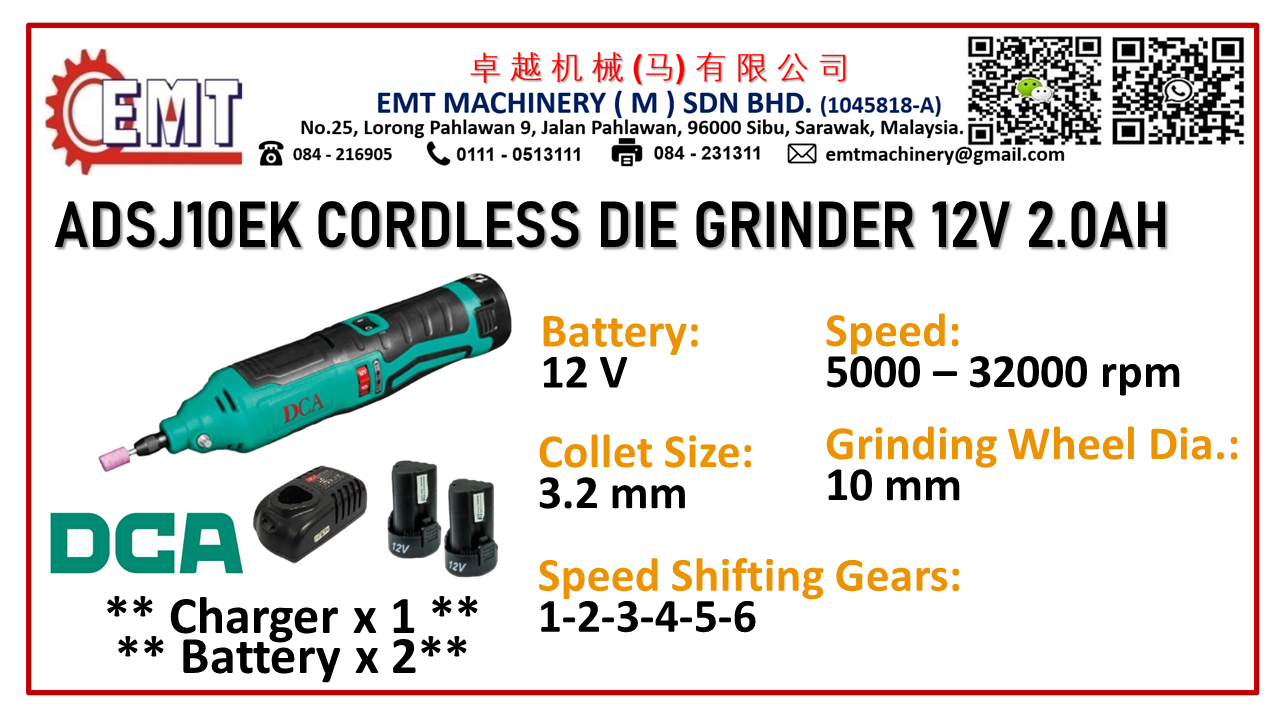 EMT
卓越机械(马)有限公司
EMT MACHINERY ( M ) SDN BHD. (1045818-A)
No.25, Lorong Pahlawan 9, Jalan Pahlawan, 96000 Sibu, Sarawak, Malaysia.
084 - 216905 0111 - 0513111 084 - 231311 emtmachinery@gmail.com
ADSJ10EK CORDLESS DIE GRINDER 12V 2.0AH
DCA
12V
12V
DCA
** Charger x 1 **
** Battery x 2**
Battery:
12 V
Speed:
5000 – 32000 rpm
Collet Size:
3.2 mm
Grinding Wheel Dia.:
10 mm
Speed Shifting Gears:
1-2-3-4-5-6